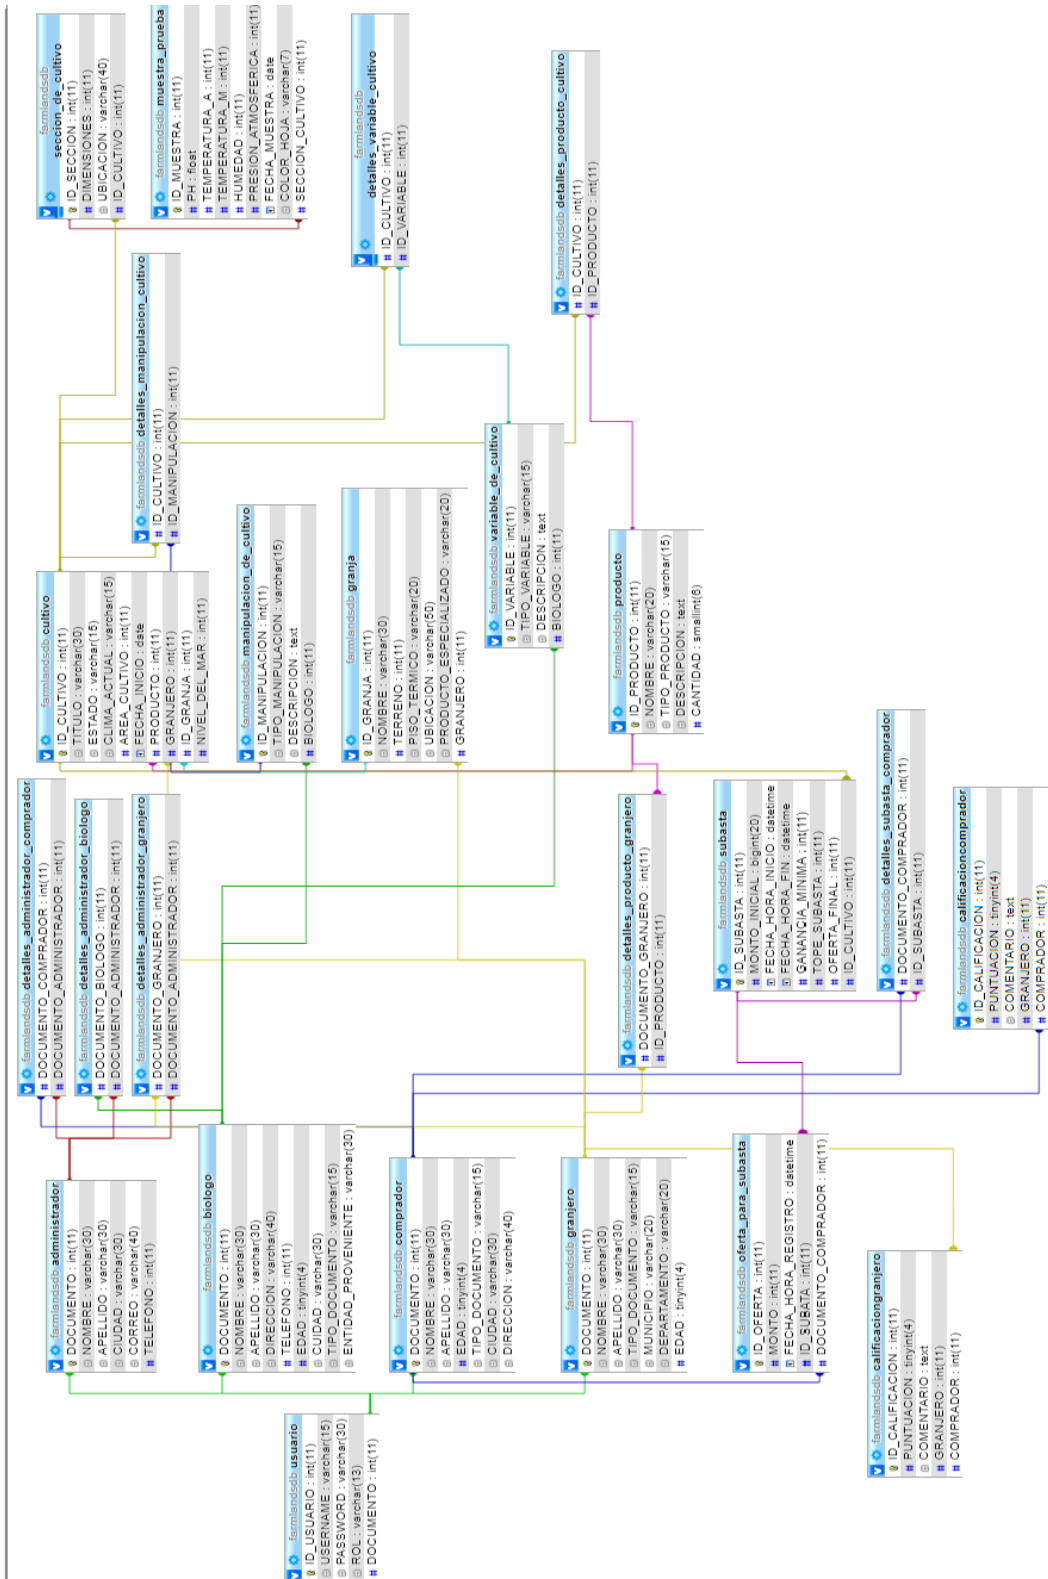 farmlandsdb usuario
ID_USUARIO : int(11)
USERNAME : varchar(15)
PASSWORD : varchar(30)
ROL : varchar(13)
DOCUMENTO : int(11)
farmlandsdb administrador
DOCUMENTO : int(11)
NOMBRE : varchar(30)
APELLIDO : varchar(30)
CIUDAD : varchar(30)
CORREO : varchar(40)
TELEFONO : int(11)
farmlandsdb biologo
DOCUMENTO : int(11)
NOMBRE : varchar(30)
APELLIDO : varchar(30)
DIRECCION : varchar(40)
TELEFONO : int(11)
EDAD : tinyint(4)
CUIDAD : varchar(30)
TIPO_DOCUMENTO : varchar(15)
ENTIDAD_PROVENIENTE : varchar(30)
farmlandsdb comprador
DOCUMENTO : int(11)
NOMBRE : varchar(30)
APELLIDO : varchar(30)
EDAD : tinyint(4)
TIPO_DOCUMENTO : varchar(15)
CIUDAD : varchar(30)
DIRECCION : varchar(40)
farmlandsdb granjero
DOCUMENTO : int(11)
NOMBRE : varchar(30)
APELLIDO : varchar(30)
TIPO_DOCUMENTO : varchar(15)
MUNICIPIO : varchar(20)
DEPARTAMENTO : varchar(20)
EDAD : tinyint(4)
farmlandsdb oferta_para_subasta
ID_OFERTA : int(11)
MONTO : int(11)
FECHA_HORA_REGISTRO : datetime
ID_SUBATA : int(11)
DOCUMENTO_COMPRADOR : int(11)
farmlandsdb calificaciongranjero
ID_CALIFICACION : int(11)
PUNTUACION : tinyint(4)
COMENTARIO : text
GRANJERO : int(11)
COMPRADOR : int(11)
farmlandsdb detalles_administrador_comprador
DOCUMENTO_COMPRADOR : int(11)
DOCUMENTO_ADMINISTRADOR : int(11)
farmlandsdb detalles_administrador_biologo
DOCUMENTO_BIOLOGO : int(11)
DOCUMENTO_ADMINISTRADOR : int(11)
farmlandsdb detalles_administrador_granjero
DOCUMENTO_GRANJERO : int(11)
DOCUMENTO_ADMINISTRADOR : int(11)
farmlandsdb detalles_producto_granjero
DOCUMENTO_GRANJERO : int(11)
ID_PRODUCTO : int(11)
farmlandsdb subasta
ID_SUBASTA : int(11)
MONTO_INICIAL : bigint(20)
FECHA_HORA_INICIO : datetime
FECHA_HORA_FIN : datetime
GANANCIA_MINIMA : int(11)
TOPE_SUBASTA : int(11)
OFERTA_FINAL : int(11)
ID_CULTIVO : int(11)
farmlandsdb detalles_subasta_comprador
DOCUMENTO_COMPRADOR : int(11)
ID_SUBASTA : int(11)
farmlandsdb calificacioncomprador
ID_CALIFICACION : int(11)
PUNTUACION : tinyint(4)
COMENTARIO : text
GRANJERO : int(11)
COMPRADOR : int(11)
farmlandsdb cultivo
ID_CULTIVO : int(11)
TITULO : varchar(30)
ESTADO : varchar(15)
CLIMA_ACTUAL : varchar(15)
AREA_CULTIVO : int(11)
FECHA_INICIO : date
PRODUCTO : int(11)
GRANJERO : int(11)
ID_GRANJA : int(11)
NIVEL_DEL_MAR : int(11)
farmlandsdb manipulacion_de_cultivo
ID_MANIPULACION : int(11)
TIPO_MANIPULACION : varchar(15)
DESCRIPCION : text
BIOLOGO : int(11)
farmlandsdb granja
ID_GRANJA : int(11)
NOMBRE : varchar(30)
TERRENO : int(11)
PISO_TERMICO : varchar(20)
UBICACION : varchar(50)
PRODUCTO_ESPECIALIZADO : varchar(20)
GRANJERO : int(11)
farmlandsdb variable_de_cultivo
ID_VARIABLE : int(11)
TIPO_VARIABLE : varchar(15)
DESCRIPCION : text
BIOLOGO : int(11)
farmlandsdb producto
ID_PRODUCTO : int(11)
NOMBRE : varchar(20)
TIPO_PRODUCTO : varchar(15)
DESCRIPCION : text
CANTIDAD : smallint(6)
farmlandsdb detalles_manipulacion_cultivo
ID_CULTIVO : int(11)
ID_MANIPULACION : int(11)
farmlandsdb
seccion_de_cultivo
ID_SECCION : int(11)
DIMENSIONES : int(11)
UBICACION : varchar(40)
ID_CULTIVO : int(11)
farmlandsdb muestra_prueba
ID_MUESTRA : int(11)
PH : float
TEMPERATURA_A : int(11)
TEMPERATURA_M : int(11)
HUMEDAD : int(11)
PRESION_ATMOSFERICA : int(11)
FECHA_MUESTRA : date
COLOR_HOJA : varchar(7)
SECCION_CULTIVO : int(11)
farmlandsdb
detalles_variable_cultivo
ID_CULTIVO : int(11)
ID_VARIABLE : int(11)
farmlandsdb detalles_producto_cultivo
ID_CULTIVO : int(11)
ID_PRODUCTO : int(11)